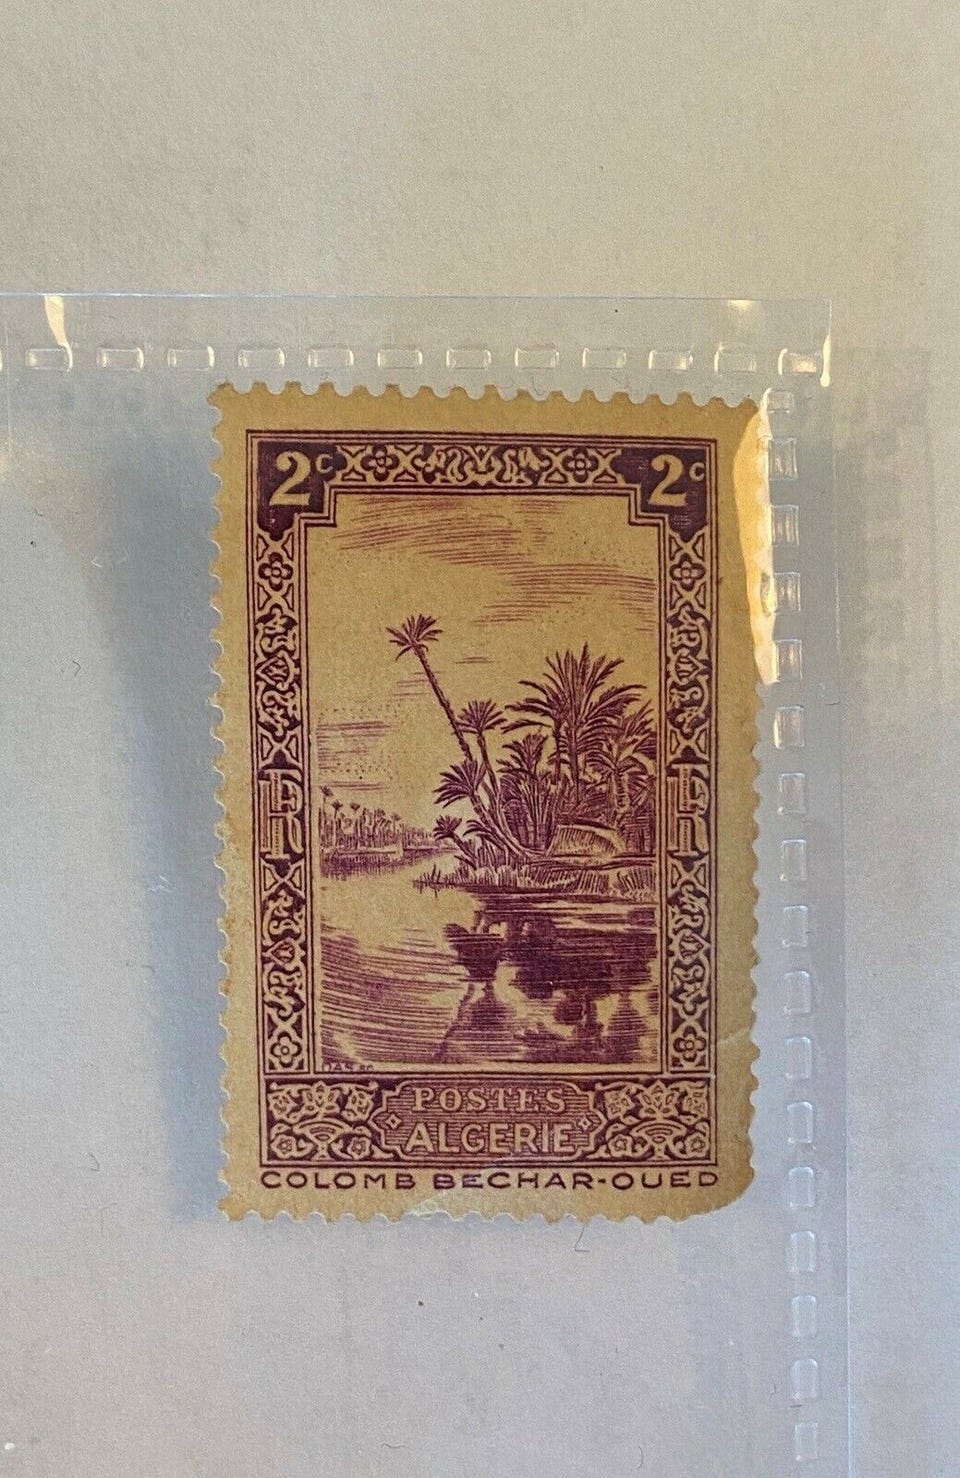 2c 2c
RF RF
POSTES
ALGERIE
COLOMB BECHAR-OUED